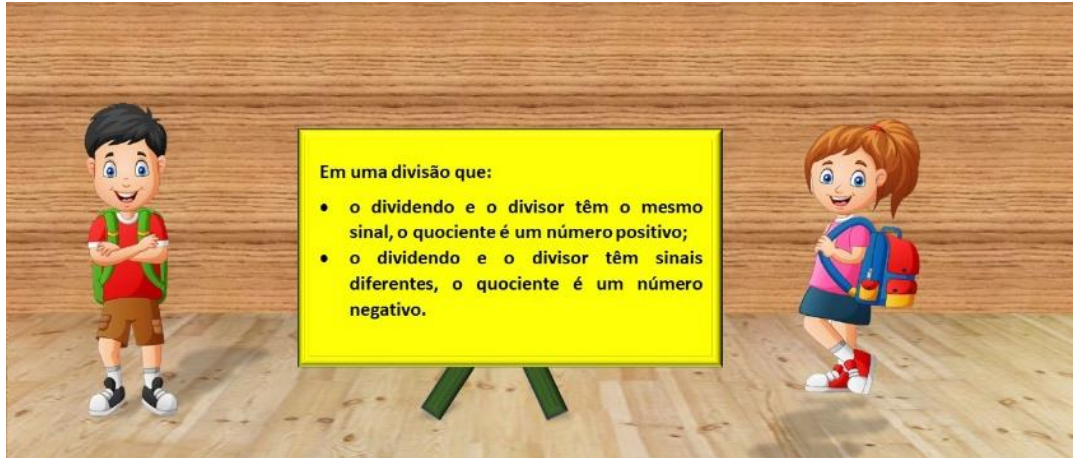 Em uma divisão que:
• o dividendo e o divisor têm o mesmo
sinal, o quociente é um número positivo;
• o dividendo e o divisor têm sinais
diferentes, o quociente é um número
negativo.